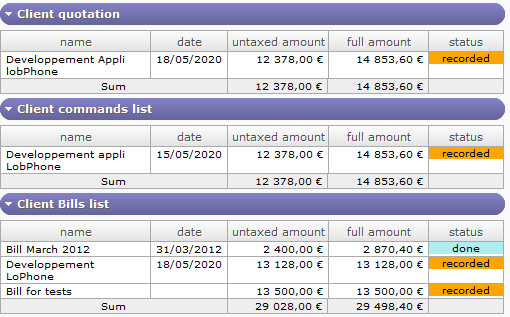 Client quotation
name date untaxed amount full amount status
Developpement Appli 18/05/2020 12 378,00 € 14 853,60 € recorded
lobPhone
Sum 12 378,00 € 14 853,60 €
Client commands list
name date untaxed amount full amount status
Developpement appli 15/05/2020 12 378,00 € 14 853,60 € recorded
LobPhone
Sum 12 378,00 € 14 853,60 €
Client Bills list
name date untaxed amount full amount status
Bill March 2012 31/03/2012 2 400,00 € 2 870,40 € done
Developpement 18/05/2020 13 128,00 € 13 128,00 € recorded
LoPhone
Bill for tests 13 500,00 € 13 500,00 € recorded
Sum 29 028,00 € 29 498,40 €